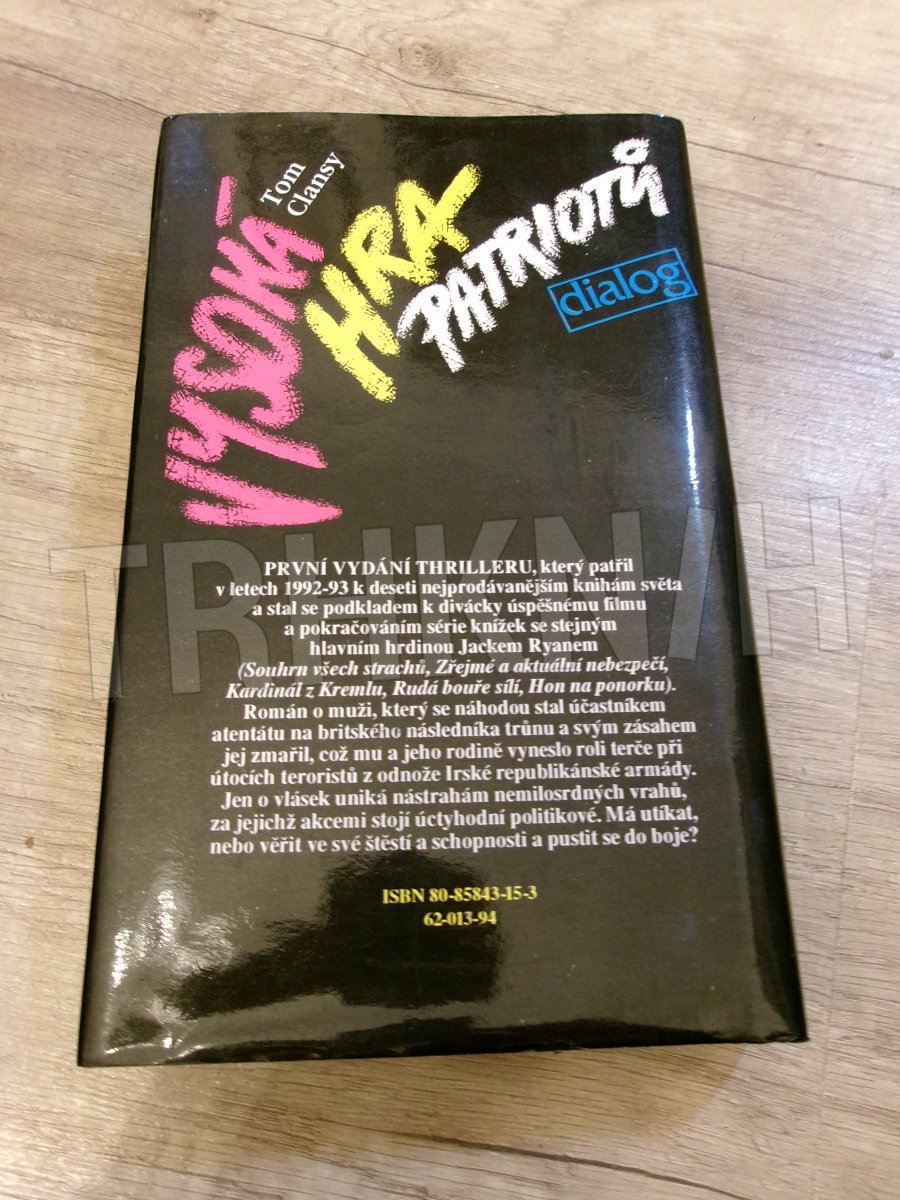 VYSOKÁ
Tom
Clansy
HRA
PATRIOTŮ
dialog
TRHKNIH
PRVNÍ VYDÁNÍ THRILLERU, který patřil
v letech 1992-93 k deseti nejprodávanějším knihám světa
a stal se podkladem k divácky úspěšnému filmu
a pokračováním série knížek se stejným
hlavním hrdinou Jackem Ryanem
(Souhrn všech strachů, Zřejmé a aktuální nebezpečí,
Kardinál z Kremlu, Rudá bouře sílí, Hon na ponorku).
Román o muži, který se náhodou stal účastníkem
atentátu na britského následníka trůnu a svým zásahem
jej zmařil, což mu a jeho rodině vyneslo roli terče při
útocích teroristů z odnože Irské republikánské armády.
Jen o vlásek uniká nástrahám nemilosrdných vrahů,
za jejichž akcemi stojí úctyhodní politikové. Má utíkat,
nebo věřit ve své štěstí a schopnosti a pustit se do boje?
ISBN 80-85843-15-3
62-013-94